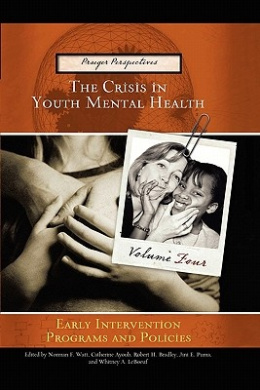 Praeger Perspectives
The Crisis in
Youth Mental Health
Volume Four
Early Intervention
Programs and Policies
Edited by Norman F. Watt, Catherine Ayoub, Robert H. Bradley, Jini E. Puma,
and Whitney A. LeBoeuf